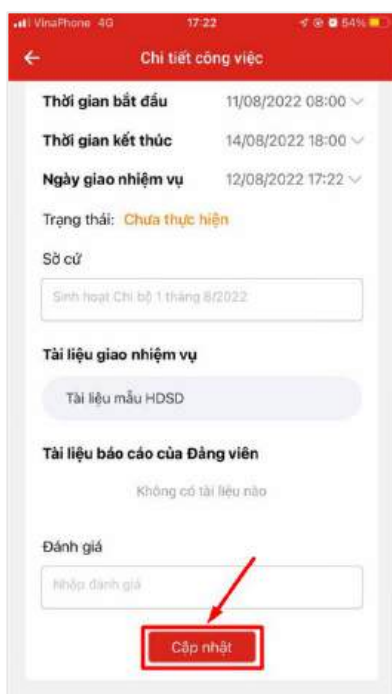 VinaPhone 4G 17:22 54%
Chi tiết công việc
Thời gian bắt đầu 11/08/2022 08:00
Thời gian kết thúc 14/08/2022 18:00
Ngày giao nhiệm vụ 12/08/2022 17:22
Trạng thái: Chưa thực hiện
Sở cứ
Sinh hoạt Chi bộ 1 tháng 8/2022
Tài liệu giao nhiệm vụ
Tài liệu mẫu HDSD
Tài liệu báo cáo của Đảng viên
Không có tài liệu nào
Đánh giá
Nhập đánh giá
Cập nhật